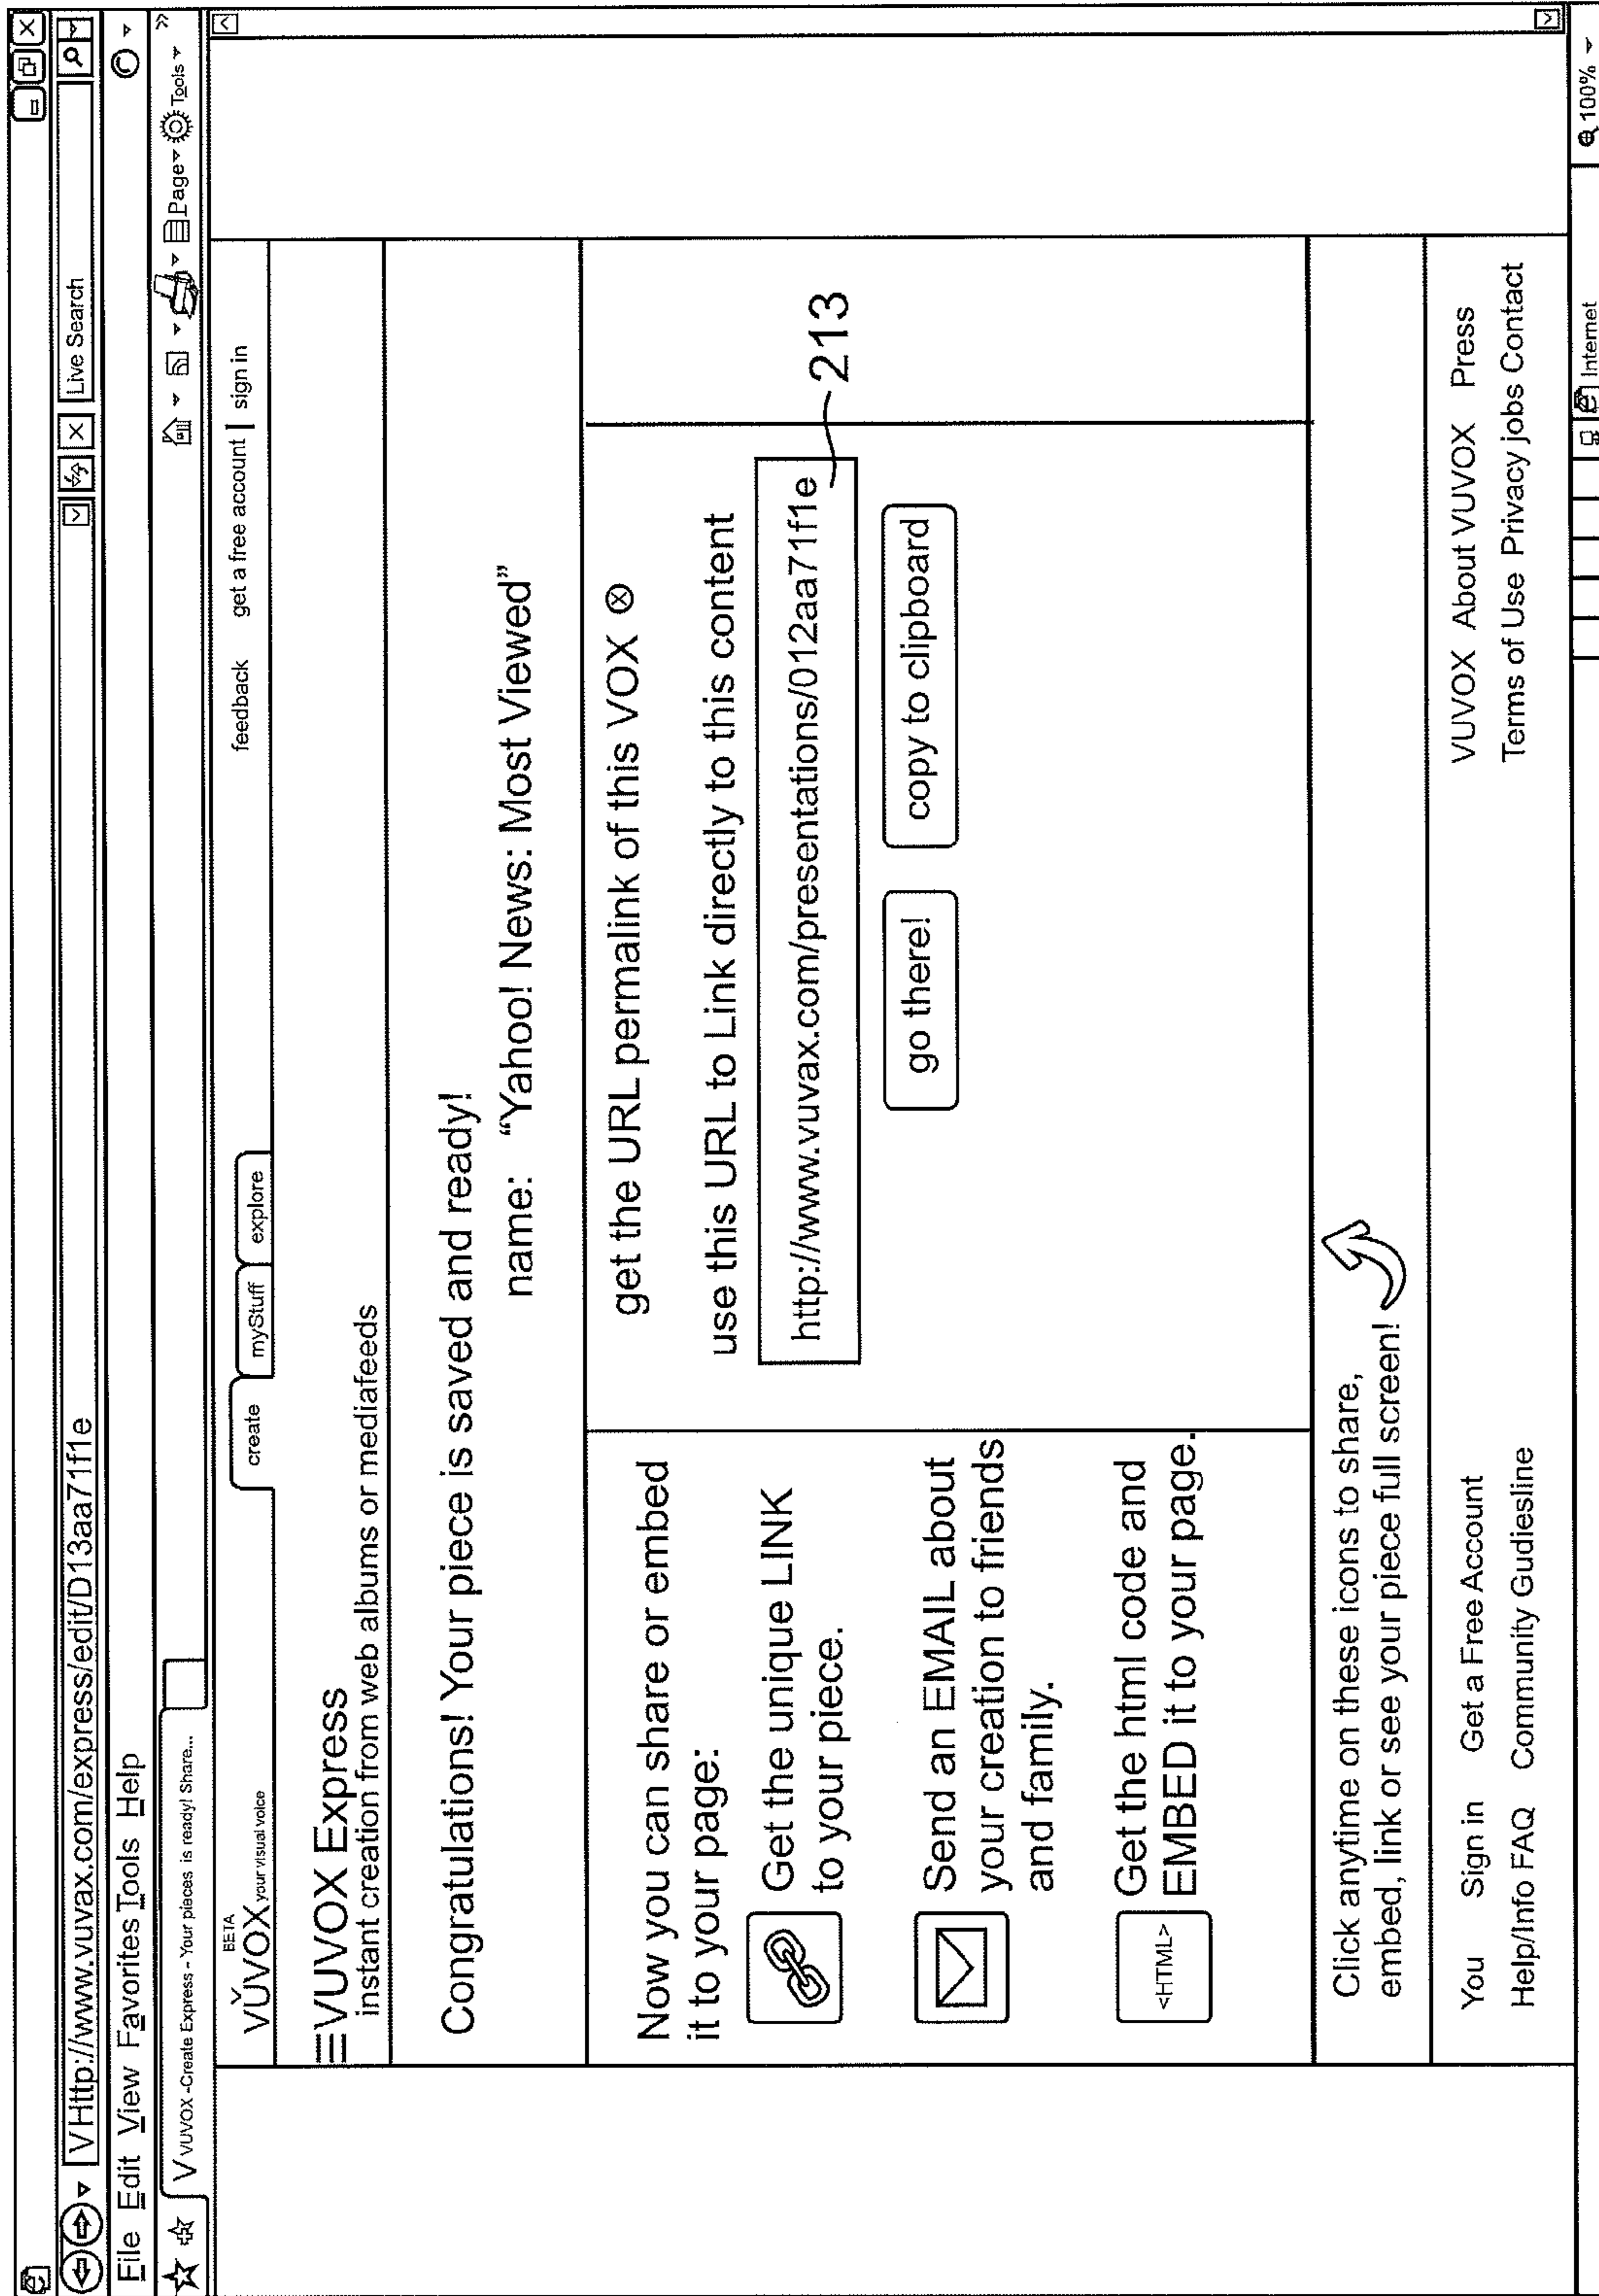 V Http://www.vuvax.com/express/edit/D13aa71f1e
Live Search
File Edit View Favorites Tools Help
V VUVOX -Create Express - Your pieces is ready! Share...
Page Tools
BETA
VUVOX your visual voice
create
myStuff
explore
feedback get a free account | sign in
VUVOX Express
instant creation from web albums or mediafeeds
Congratulations! Your piece is saved and ready!
name: “Yahoo! News: Most Viewed”
Now you can share or embed
it to your page:
Get the unique LINK
to your piece.
Send an EMAIL about
your creation to friends
and family.
<HTML>
Get the html code and
EMBED it to your page.
get the URL permalink of this VOX
use this URL to Link directly to this content
http://www.vuvax.com/presentations/012aa71f1e
213
go there!
copy to clipboard
Click anytime on these icons to share,
embed, link or see your piece full screen!
You Sign in Get a Free Account
Help/Info FAQ Community Gudiesline
VUVOX About VUVOX Press
Terms of Use Privacy jobs Contact
Internet
100%